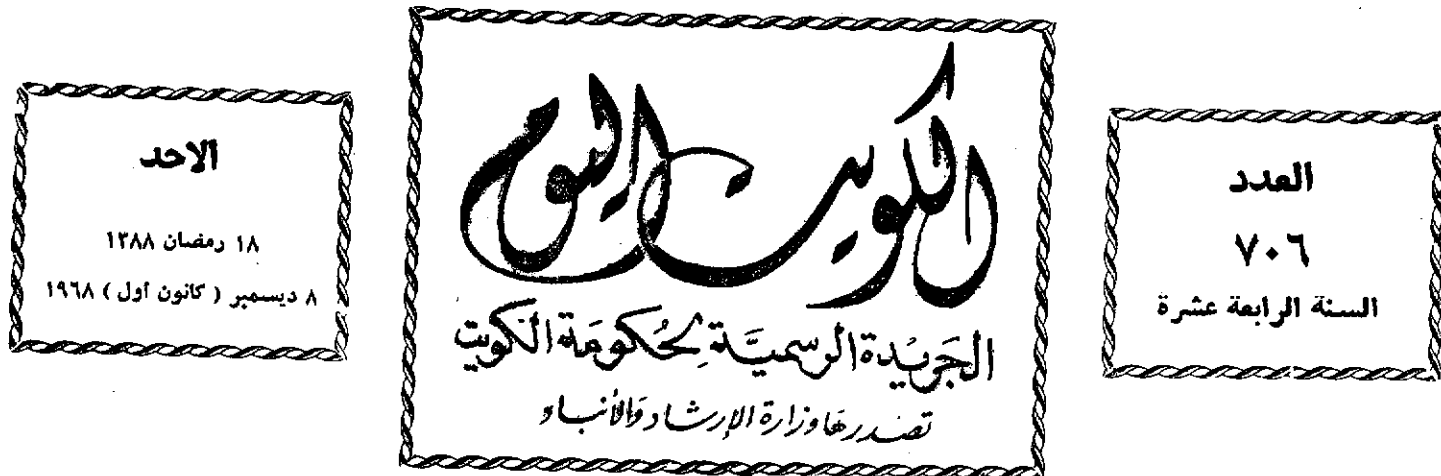 العدد
٧٠٦
السنة الرابعة عشرة
الكويت اليوم
الجريدة الرسمية لحكومة الكويت
تصدرها وزارة الإرشاد والأنباء
الاحد
١٨ رمضان ١٣٨٨
٨ ديسمبر ( كانون أول ) ١٩٦٨